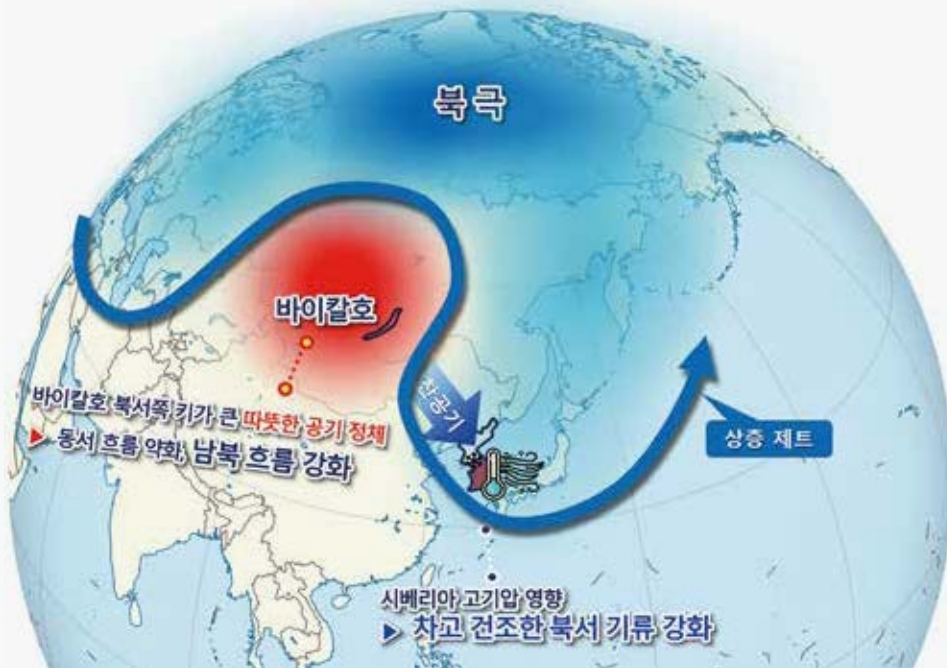 북극
바이칼호
찬공기
바이칼호 북서쪽 키가 큰 따뜻한 공기 정체
▶ 동서 흐름 약화, 남북 흐름 강화
상층 제트
시베리아 고기압 영향
▶ 차고 건조한 북서 기류 강화